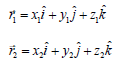 r⃗₁ = x₁î + y₁ĵ + z₁k̂
r⃗₂ = x₂î + y₂ĵ + z₂k̂